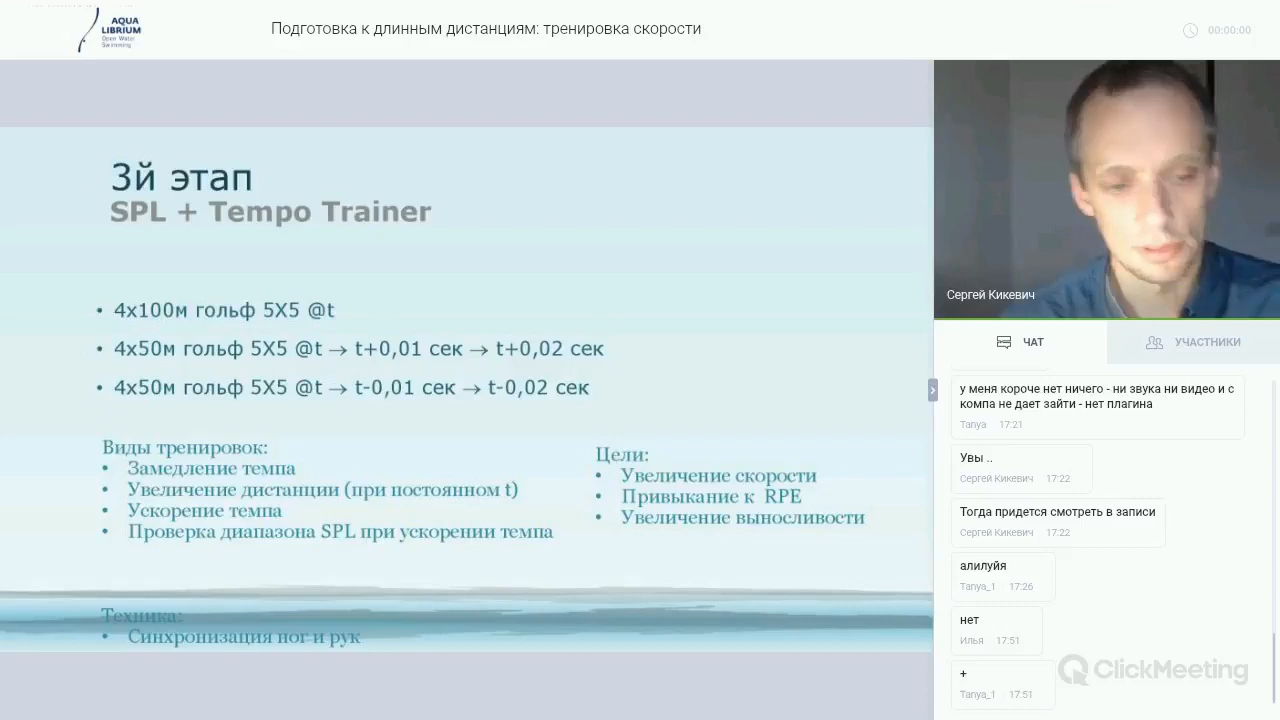 AQUA
LIBRIUM
Open Water
Swimming
Подготовка к длинным дистанциям: тренировка скорости
00:00:00
3й этап
SPL + Tempo Trainer
• 4x100м гольф 5X5 @t
• 4x50м гольф 5X5 @t → t+0,01 сек → t+0,02 сек
• 4x50м гольф 5X5 @t → t-0,01 сек → t-0,02 сек
Виды тренировок:
• Замедление темпа
• Увеличение дистанции (при постоянном t)
• Ускорение темпа
• Проверка диапазона SPL при ускорении темпа
Цели:
• Увеличение скорости
• Привыкание к RPE
• Увеличение выносливости
Техника:
• Синхронизация ног и рук
Сергей Кикевич
ЧАТ
УЧАСТНИКИ
у меня короче нет ничего - ни звука ни видео и с
компа не дает зайти - нет плагина
Tanya 17:21
Увы ..
Сергей Кикевич 17:22
Тогда придется смотреть в записи
Сергей Кикевич 17:22
алилуйя
Tanya_1 17:26
нет
Илья 17:51
+
Tanya_1 17:51
ClickMeeting